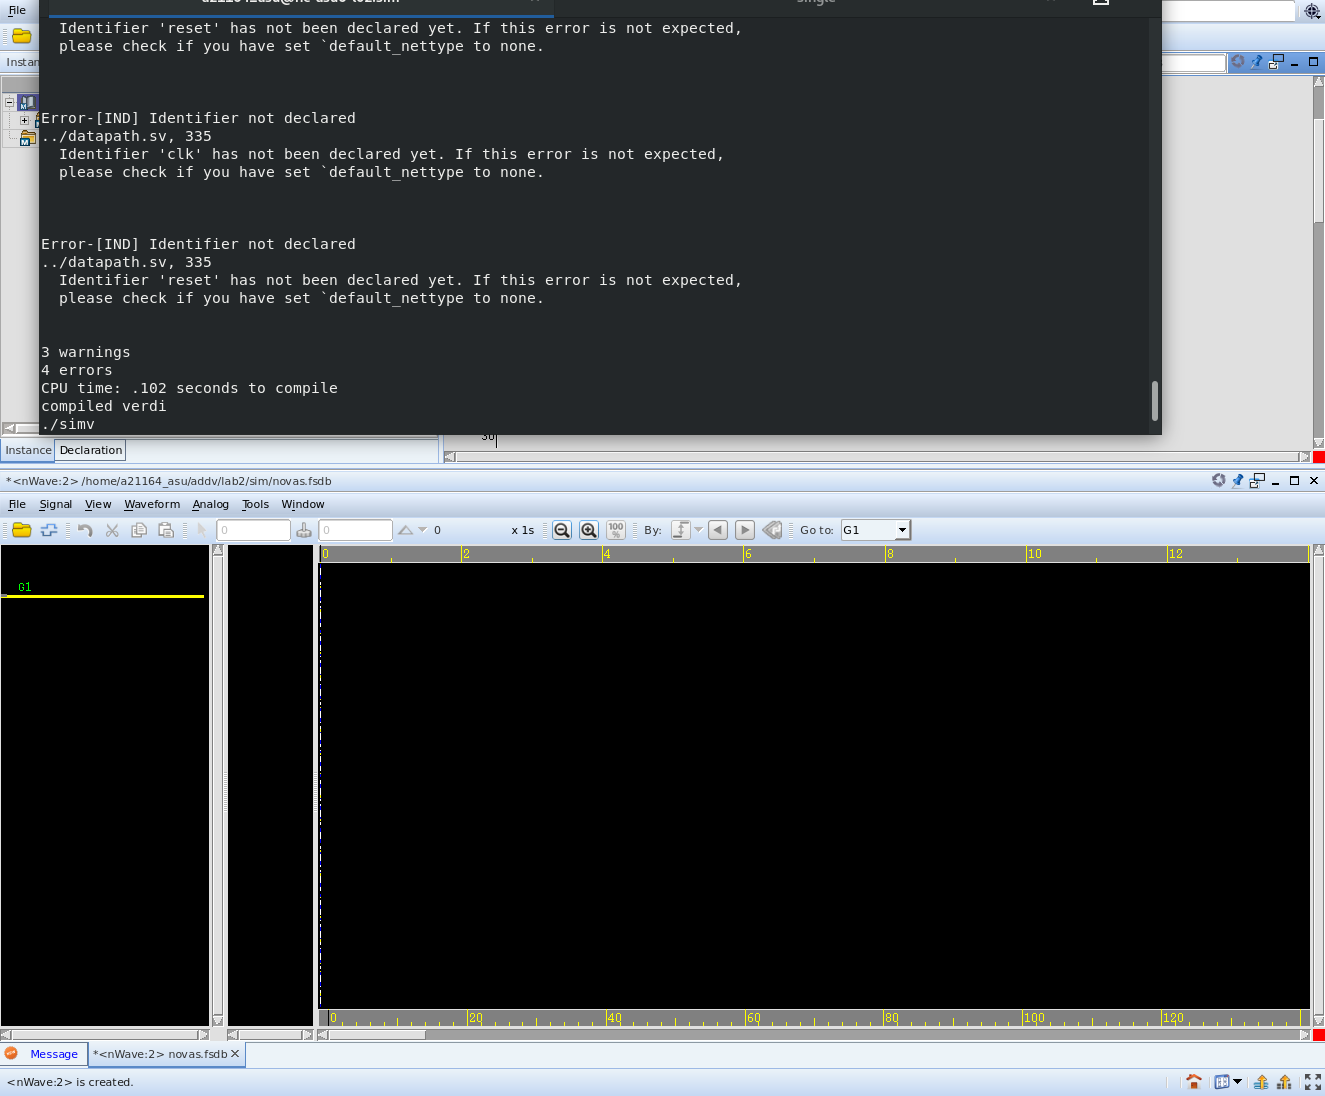 File
Identifier 'reset' has not been declared yet. If this error is not expected,
please check if you have set `default_nettype to none.
Instan
Error-[IND] Identifier not declared
../datapath.sv, 335
Identifier 'clk' has not been declared yet. If this error is not expected,
please check if you have set `default_nettype to none.
Error-[IND] Identifier not declared
../datapath.sv, 335
Identifier 'reset' has not been declared yet. If this error is not expected,
please check if you have set `default_nettype to none.
3 warnings
4 errors
CPU time: .102 seconds to compile
compiled verdi
./simv
Instance Declaration
*<nWave:2> /home/a21164_asu/addv/lab2/sim/novas.fsdb
File Signal View Waveform Analog Tools Window
0 0 0 x 1s 100 % By: Go to: G1
0 2 4 6 8 10 12
G1
0 20 40 60 80 100 120
Message *<nWave:2> novas.fsdb
<nWave:2> is created.